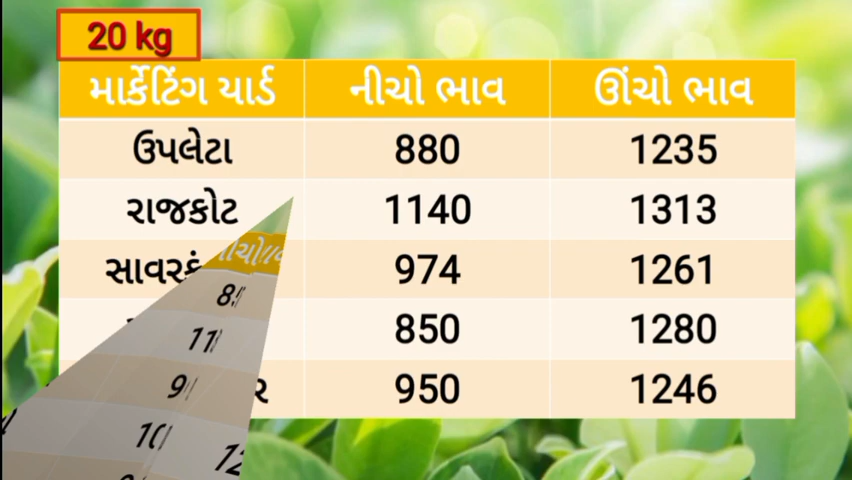 20 kg
માર્કેટિંગ યાર્ડ નીચો ભાવ ઊંચો ભાવ
ઉપલેટા 880 1235
રાજકોટ 1140 1313
974 1261
850 1280
950 1246